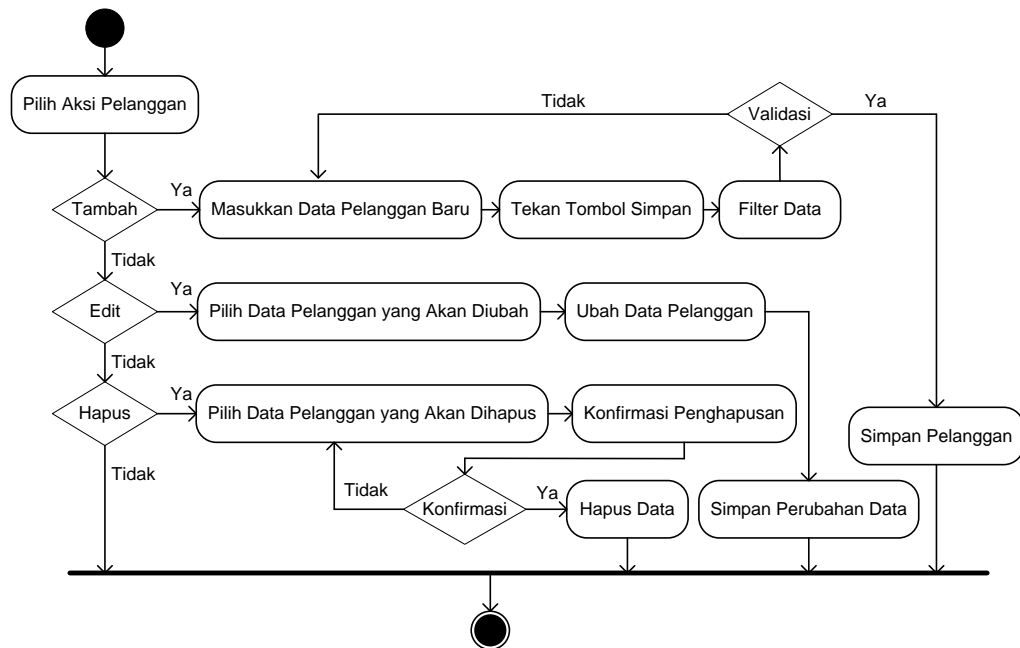 Pilih Aksi Pelanggan
Tidak
Validasi
Ya
Tambah
Ya
Masukkan Data Pelanggan Baru
Tekan Tombol Simpan
Filter Data
Tidak
Edit
Ya
Pilih Data Pelanggan yang Akan Diubah
Ubah Data Pelanggan
Tidak
Hapus
Ya
Pilih Data Pelanggan yang Akan Dihapus
Konfirmasi Penghapusan
Simpan Pelanggan
Tidak
Tidak
Konfirmasi
Ya
Hapus Data
Simpan Perubahan Data